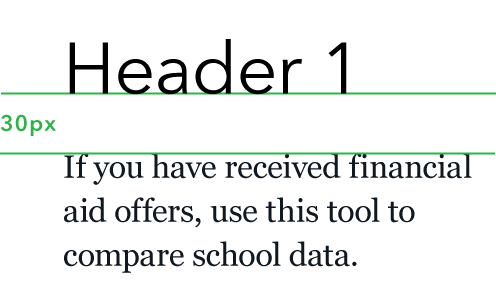 Header 1
30px
If you have received financial
aid offers, use this tool to
compare school data.